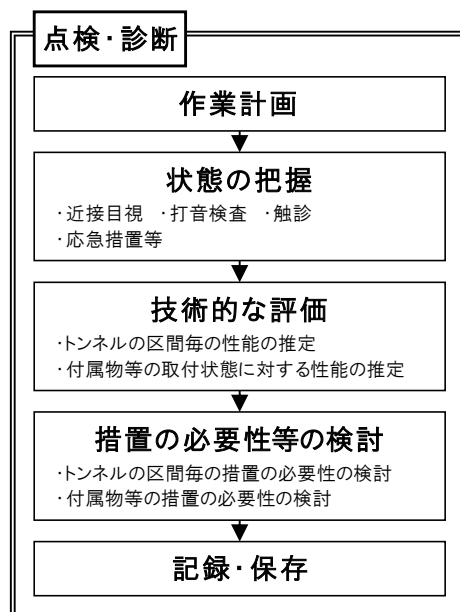 点検・診断
作業計画
状態の把握
・近接目視　・打音検査　・触診
・応急措置等
技術的な評価
・トンネルの区間毎の性能の推定
・付属物等の取付状態に対する性能の推定
措置の必要性等の検討
・トンネルの区間毎の措置の必要性の検討
・付属物等の措置の必要性の検討
記録・保存